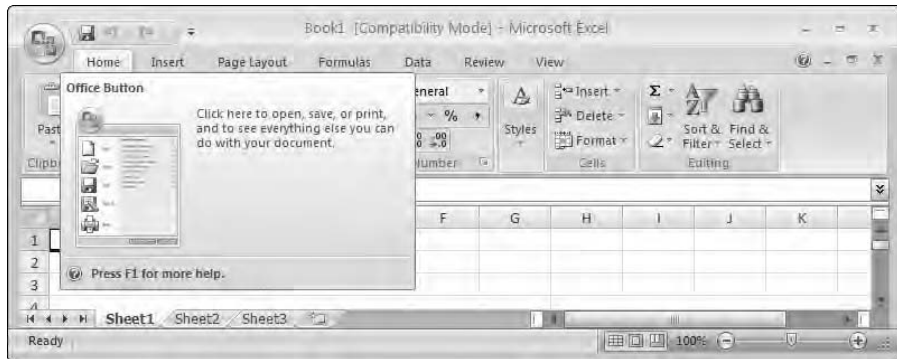 Book1 [Compatibility Mode] - Microsoft Excel
Home Insert Page Layout Formulas Data Review View
Office Button
Click here to open, save, or print,
and to see everything else you can
do with your document.
Press F1 for more help.
eneral
%
Past
Styles
Insert
Delete
Format
Σ
Sort & Filter
Find & Select
Clipbo
umber
Cells
Editing
F G H I J K
1
2
3
4
Sheet1 Sheet2 Sheet3
Ready 100%